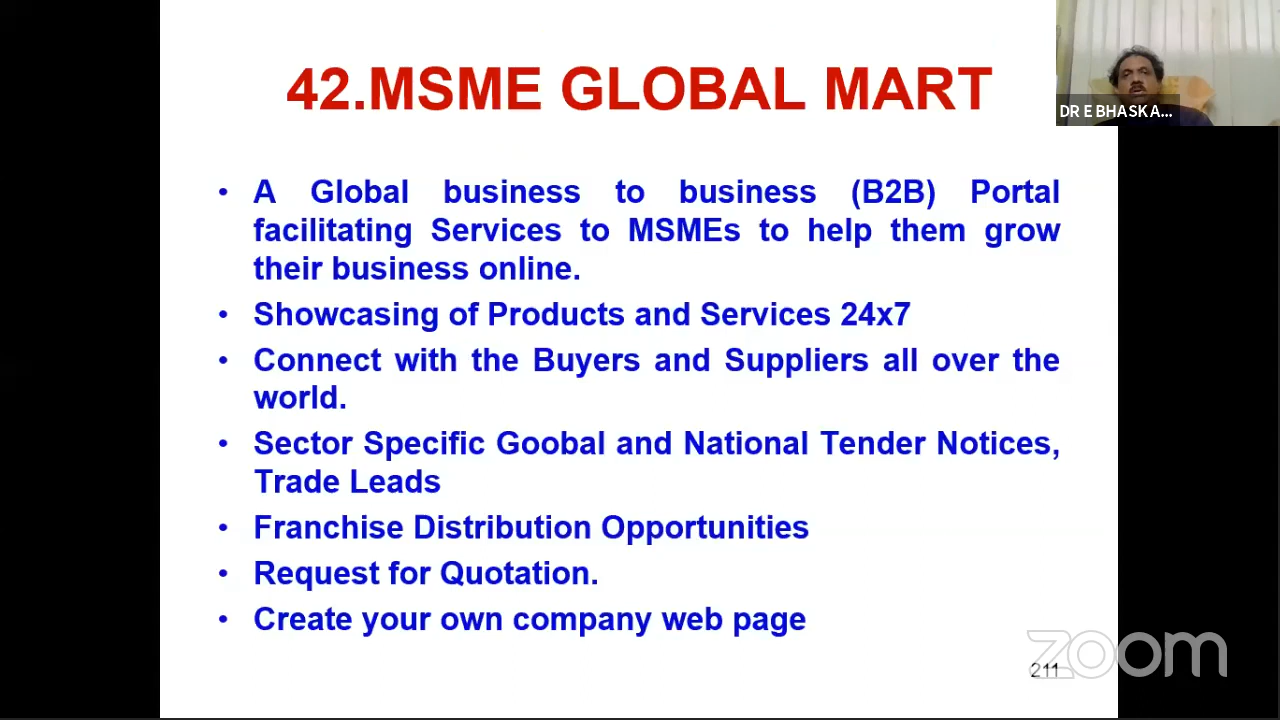 42.MSME GLOBAL MART
DR E BHASKA...
• A Global business to business (B2B) Portal
facilitating Services to MSMEs to help them grow
their business online.
• Showcasing of Products and Services 24x7
• Connect with the Buyers and Suppliers all over the
world.
• Sector Specific Goobal and National Tender Notices,
Trade Leads
• Franchise Distribution Opportunities
• Request for Quotation.
• Create your own company web page
zoom
211